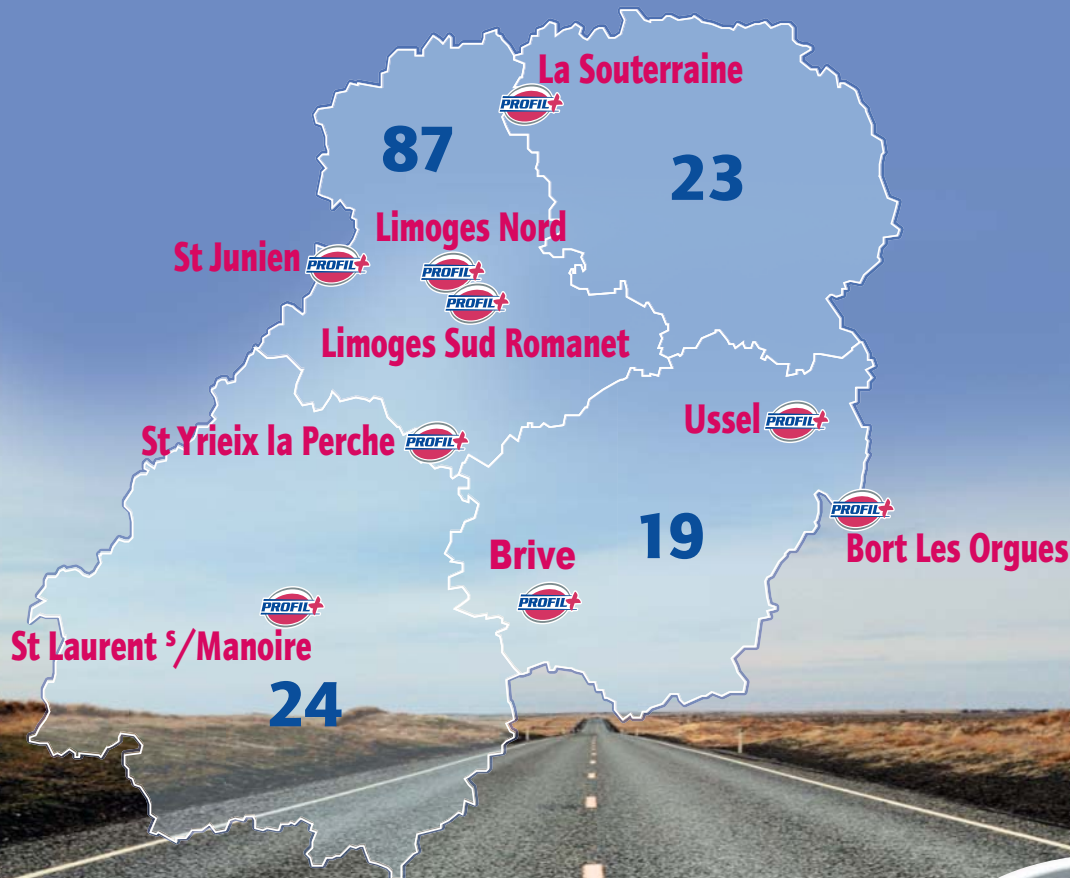 La Souterraine
PROFIL+
87
23
Limoges Nord
St Junien
PROFIL+
PROFIL+
PROFIL+
Limoges Sud Romanet
Ussel
PROFIL+
St Yrieix la Perche
PROFIL+
PROFIL+
19
Bort Les Orgues
Brive
PROFIL+
PROFIL+
St Laurent s/Manoire
24